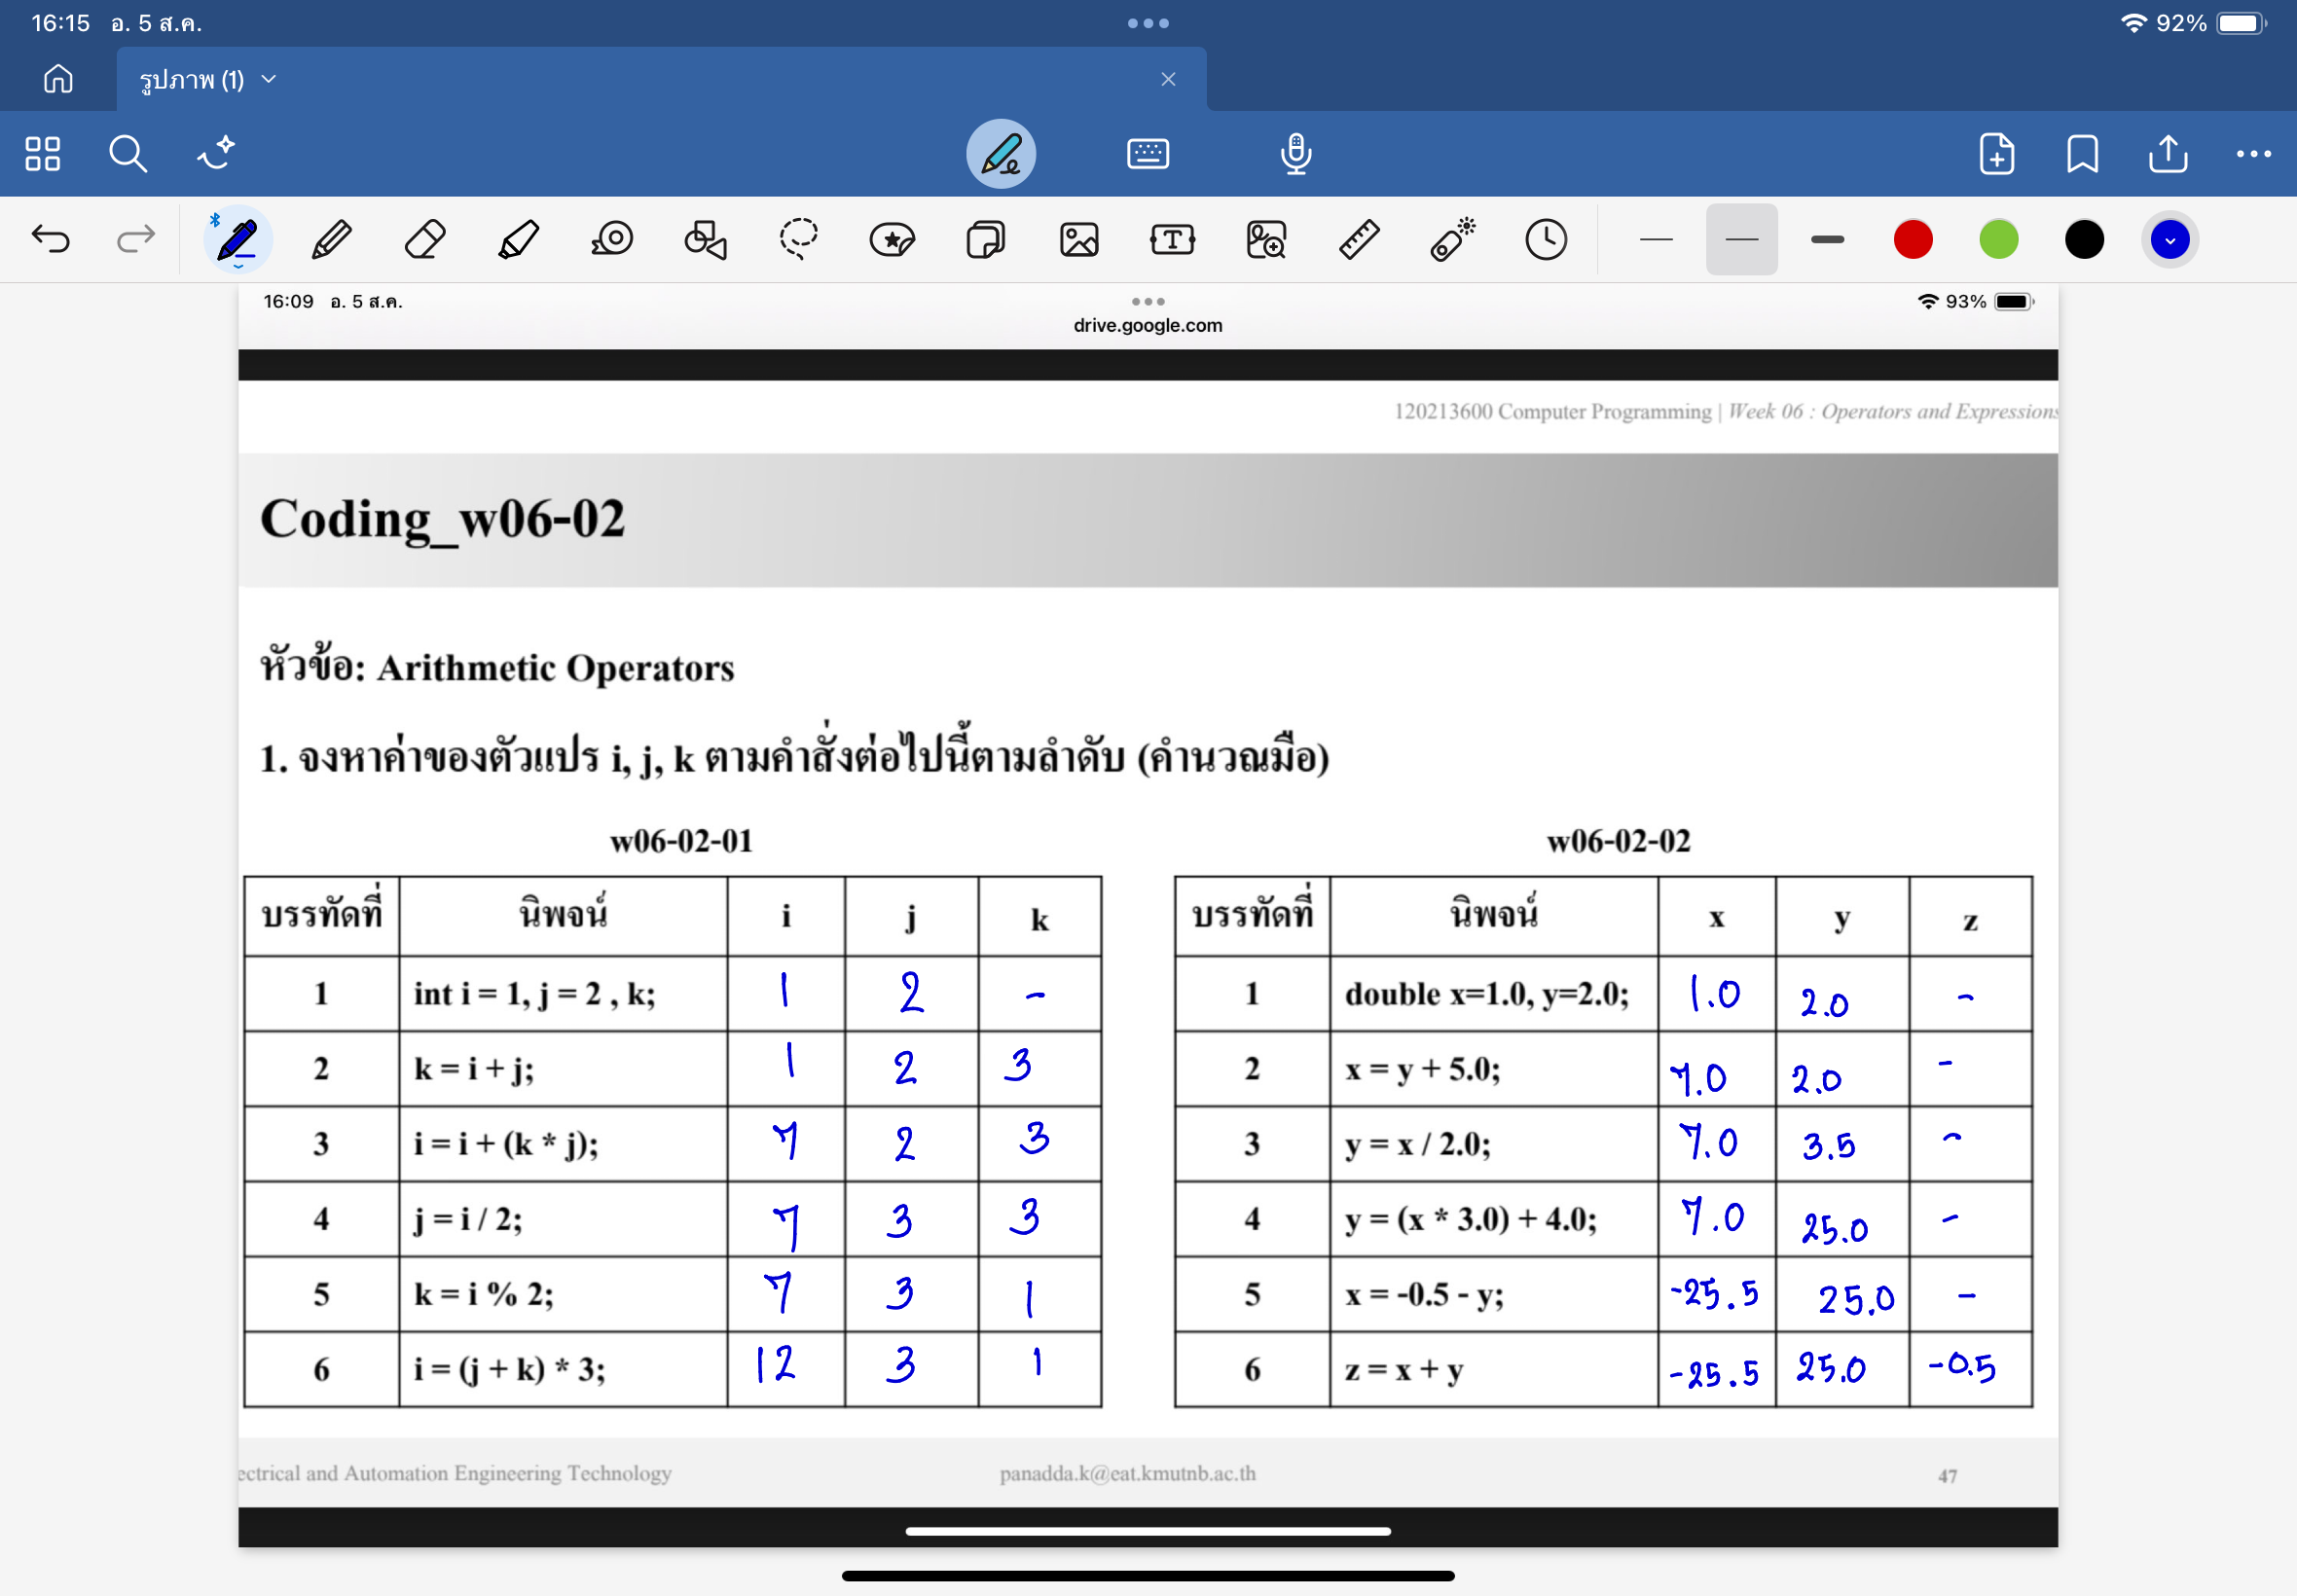 16:15 อ. 5 ส.ค. 92%
รูปภาพ (1)
16:09 อ. 5 ส.ค. 93%
drive.google.com
120213600 Computer Programming | Week 06 : Operators and Expressions
Coding_w06-02
หัวข้อ: Arithmetic Operators
1. จงหาค่าของตัวแปร i, j, k ตามคำสั่งต่อไปนี้ตามลำดับ (คำนวณมือ)
w06-02-01
บรรทัดที่ นิพจน์ i j k
1 int i = 1, j = 2 , k; 1 2 -
2 k = i + j; 1 2 3
3 i = i + (k * j); 7 2 3
4 j = i / 2; 7 3 3
5 k = i % 2; 7 3 1
6 i = (j + k) * 3; 12 3 1
w06-02-02
บรรทัดที่ นิพจน์ x y z
1 double x=1.0, y=2.0; 1.0 2.0 -
2 x = y + 5.0; 7.0 2.0 -
3 y = x / 2.0; 7.0 3.5 -
4 y = (x * 3.0) + 4.0; 7.0 25.0 -
5 x = -0.5 - y; -25.5 25.0 -
6 z = x + y -25.5 25.0 -0.5
ectrical and Automation Engineering Technology panadda.k@eat.kmutnb.ac.th 47